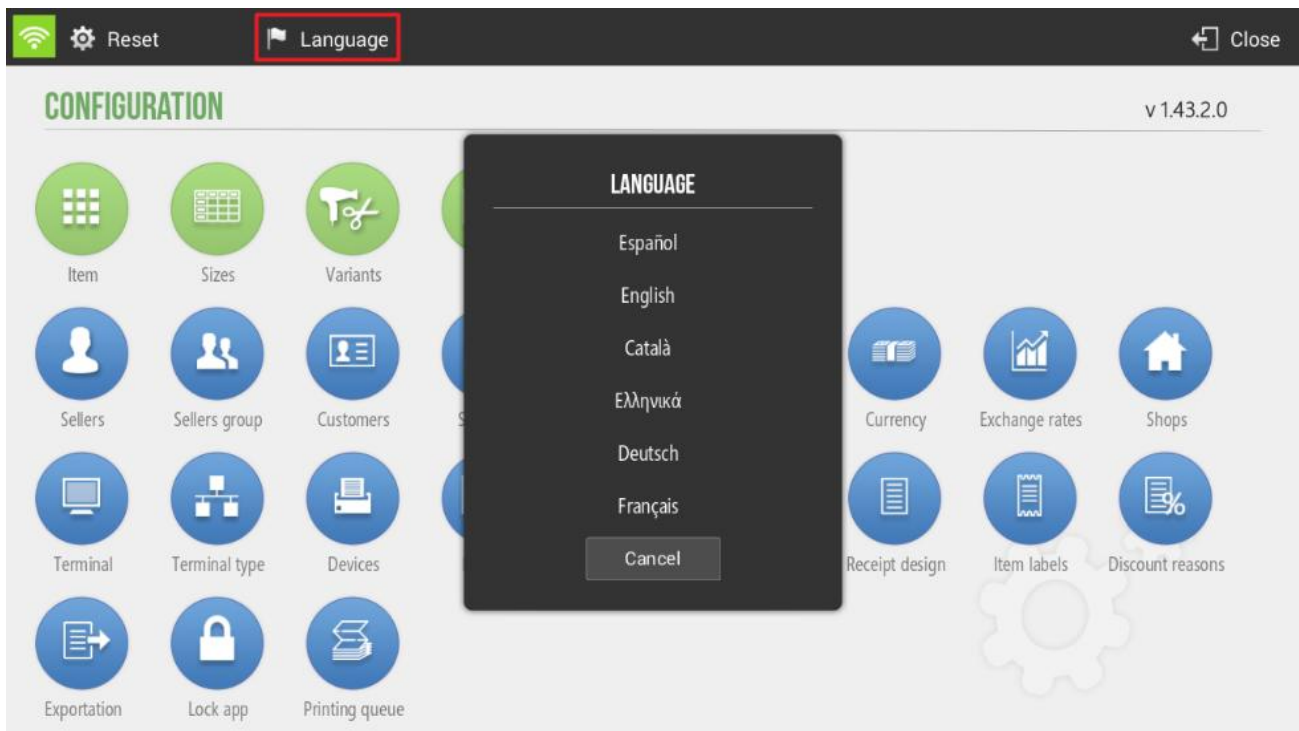 Reset
Language
Close
CONFIGURATION
v 1.43.2.0
LANGUAGE
Español
English
Català
Ελληνικά
Deutsch
Français
Cancel
Item
Sizes
Variants
Sellers
Sellers group
Customers
Currency
Exchange rates
Shops
Terminal
Terminal type
Devices
Receipt design
Item labels
Discount reasons
Exportation
Lock app
Printing queue